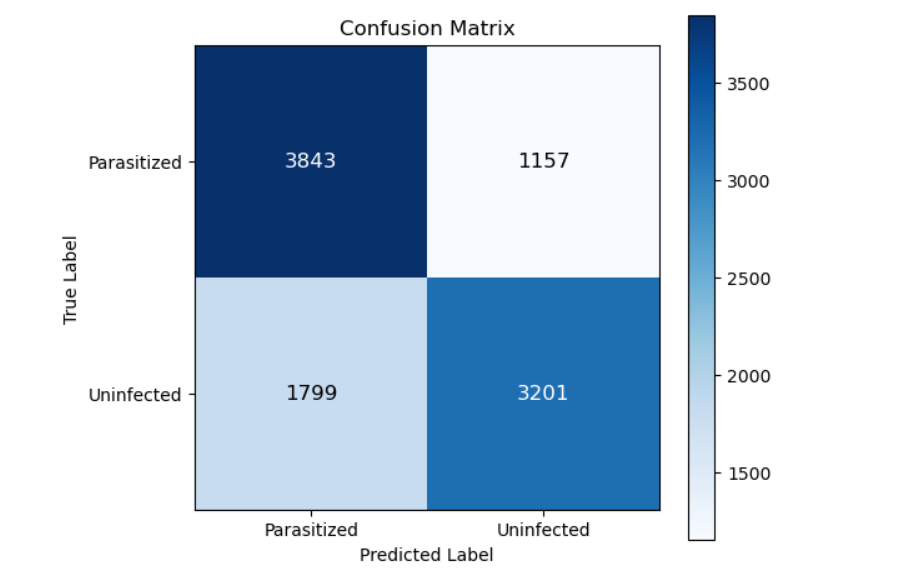 Confusion Matrix
Parasitized
3843
1157
True Label
Uninfected
1799
3201
Parasitized
Uninfected
Predicted Label
3500
3000
2500
2000
1500